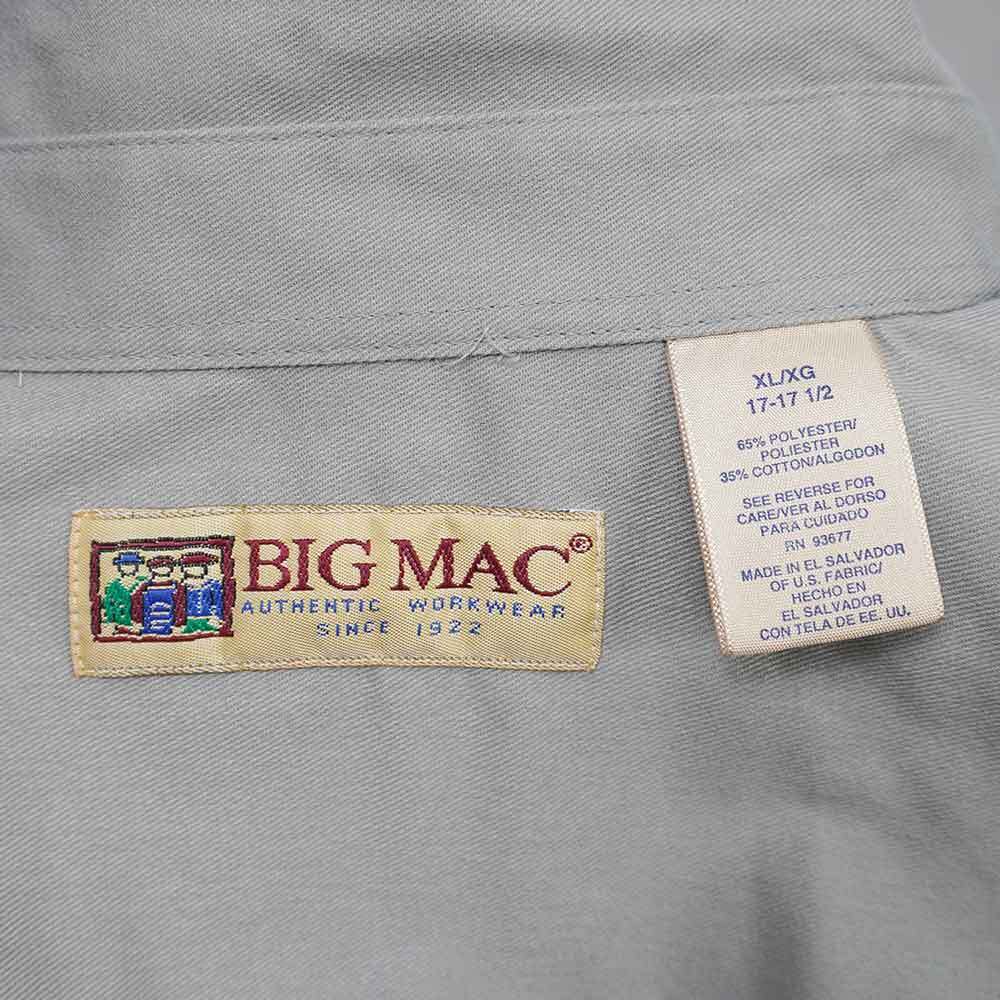 BIG MAC®
AUTHENTIC WORKWEAR
SINCE 1922
XL/XG
17-17 1/2
65% POLYESTER/
POLIESTER
35% COTTON/ALGODON
SEE REVERSE FOR
CARE/VER AL DORSO
PARA CUIDADO
RN 93677
MADE IN EL SALVADOR
OF U.S. FABRIC/
HECHO EN
EL SALVADOR
CON TELA DE EE. UU.